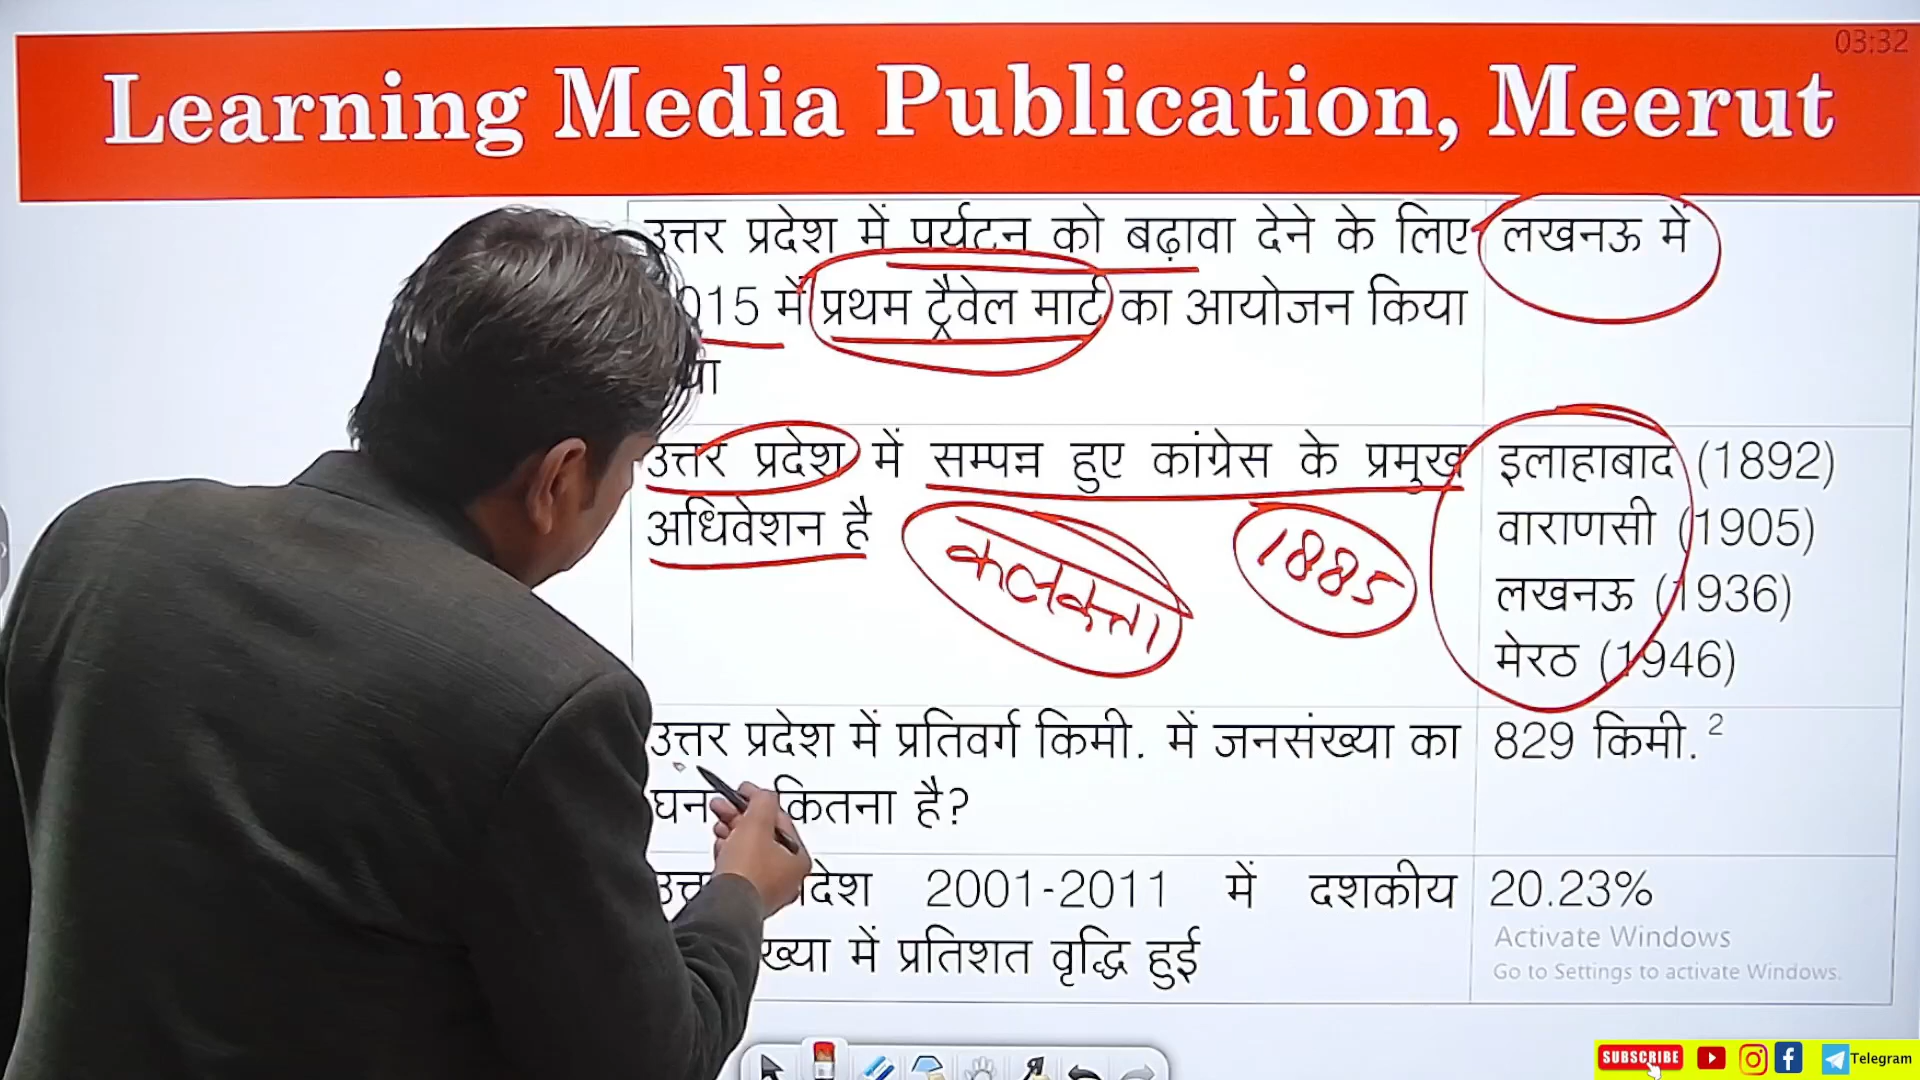 03:32
Learning Media Publication, Meerut
उत्तर प्रदेश में पर्यटन को बढ़ावा देने के लिए
015 में प्रथम ट्रैवेल मार्ट का आयोजन किया
लखनऊ में
उत्तर प्रदेश में सम्पन्न हुए कांग्रेस के प्रमुख
अधिवेशन है
कलकत्ता
1885
इलाहाबाद (1892)
वाराणसी (1905)
लखनऊ (1936)
मेरठ (1946)
उत्तर प्रदेश में प्रतिवर्ग किमी. में जनसंख्या का
कितना है?
829 किमी.²
2001-2011 में दशकीय
में प्रतिशत वृद्धि हुई
20.23%
Activate Windows
Go to Settings to activate Windows.
SUBSCRIBE
Telegram